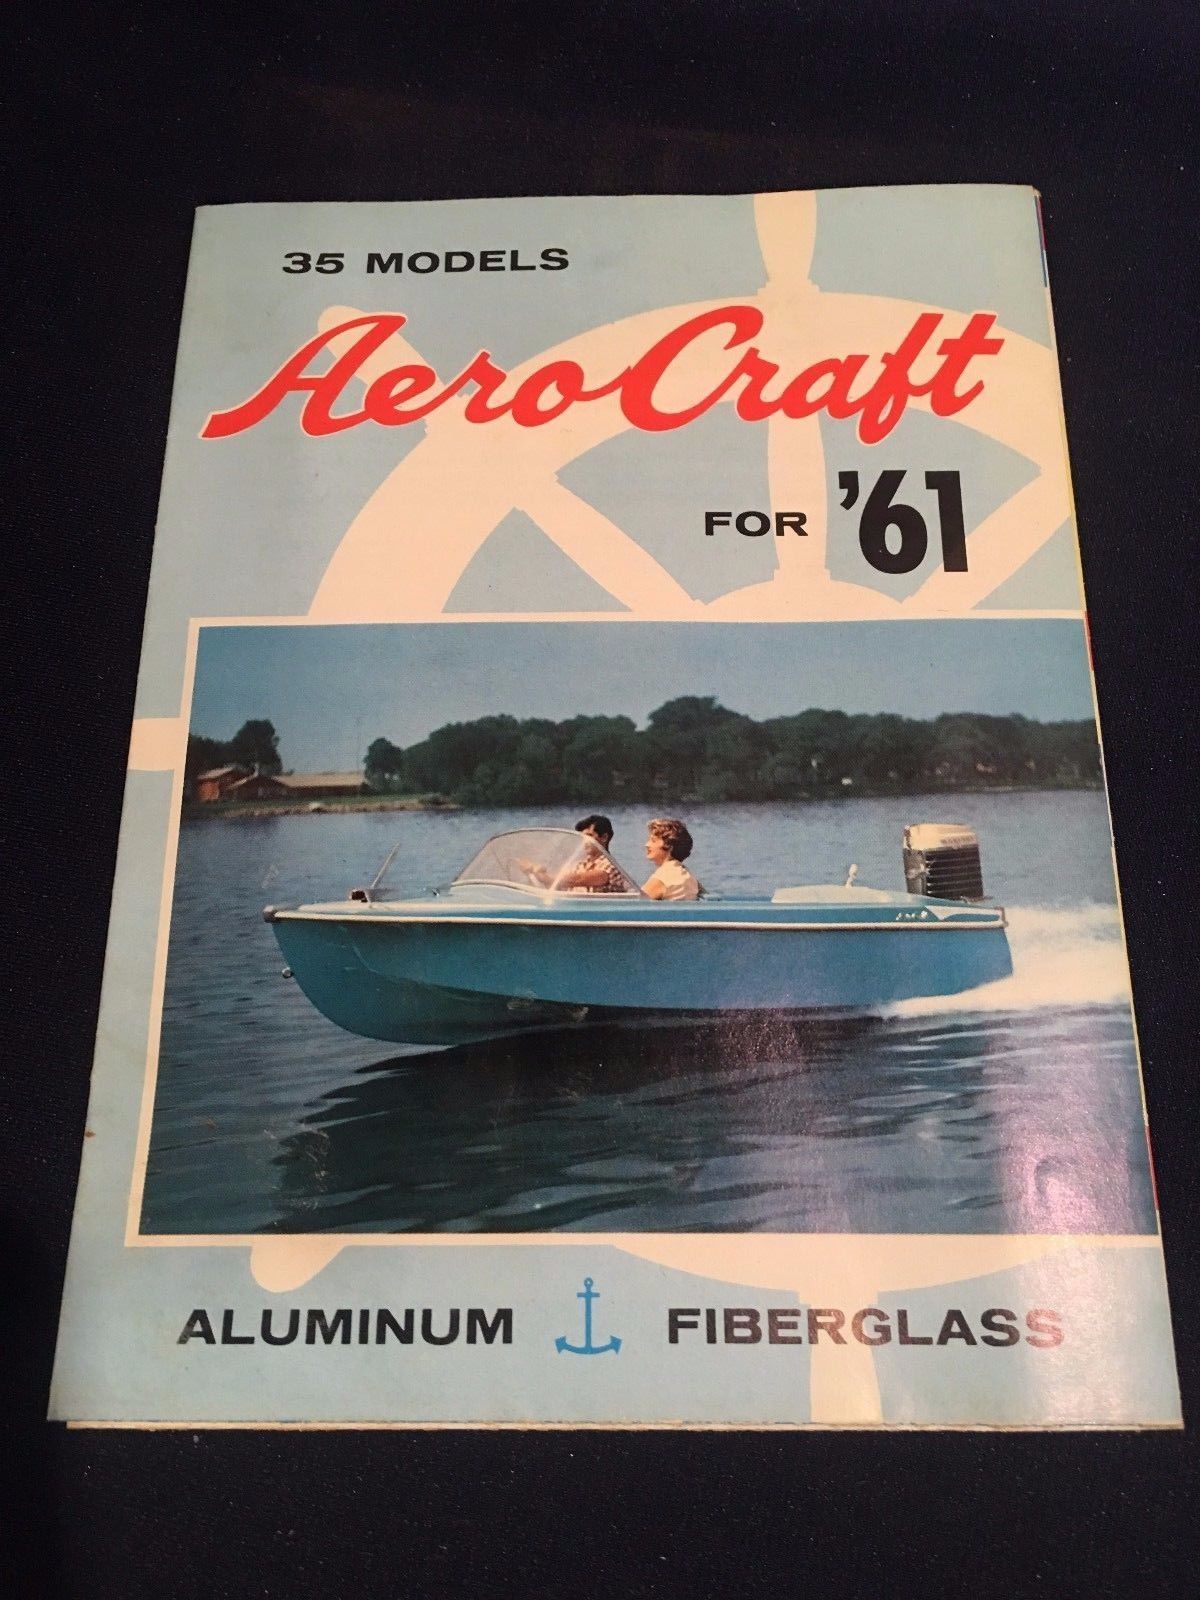 35 MODELS
AeroCraft
FOR '61
ALUMINUM FIBERGLASS